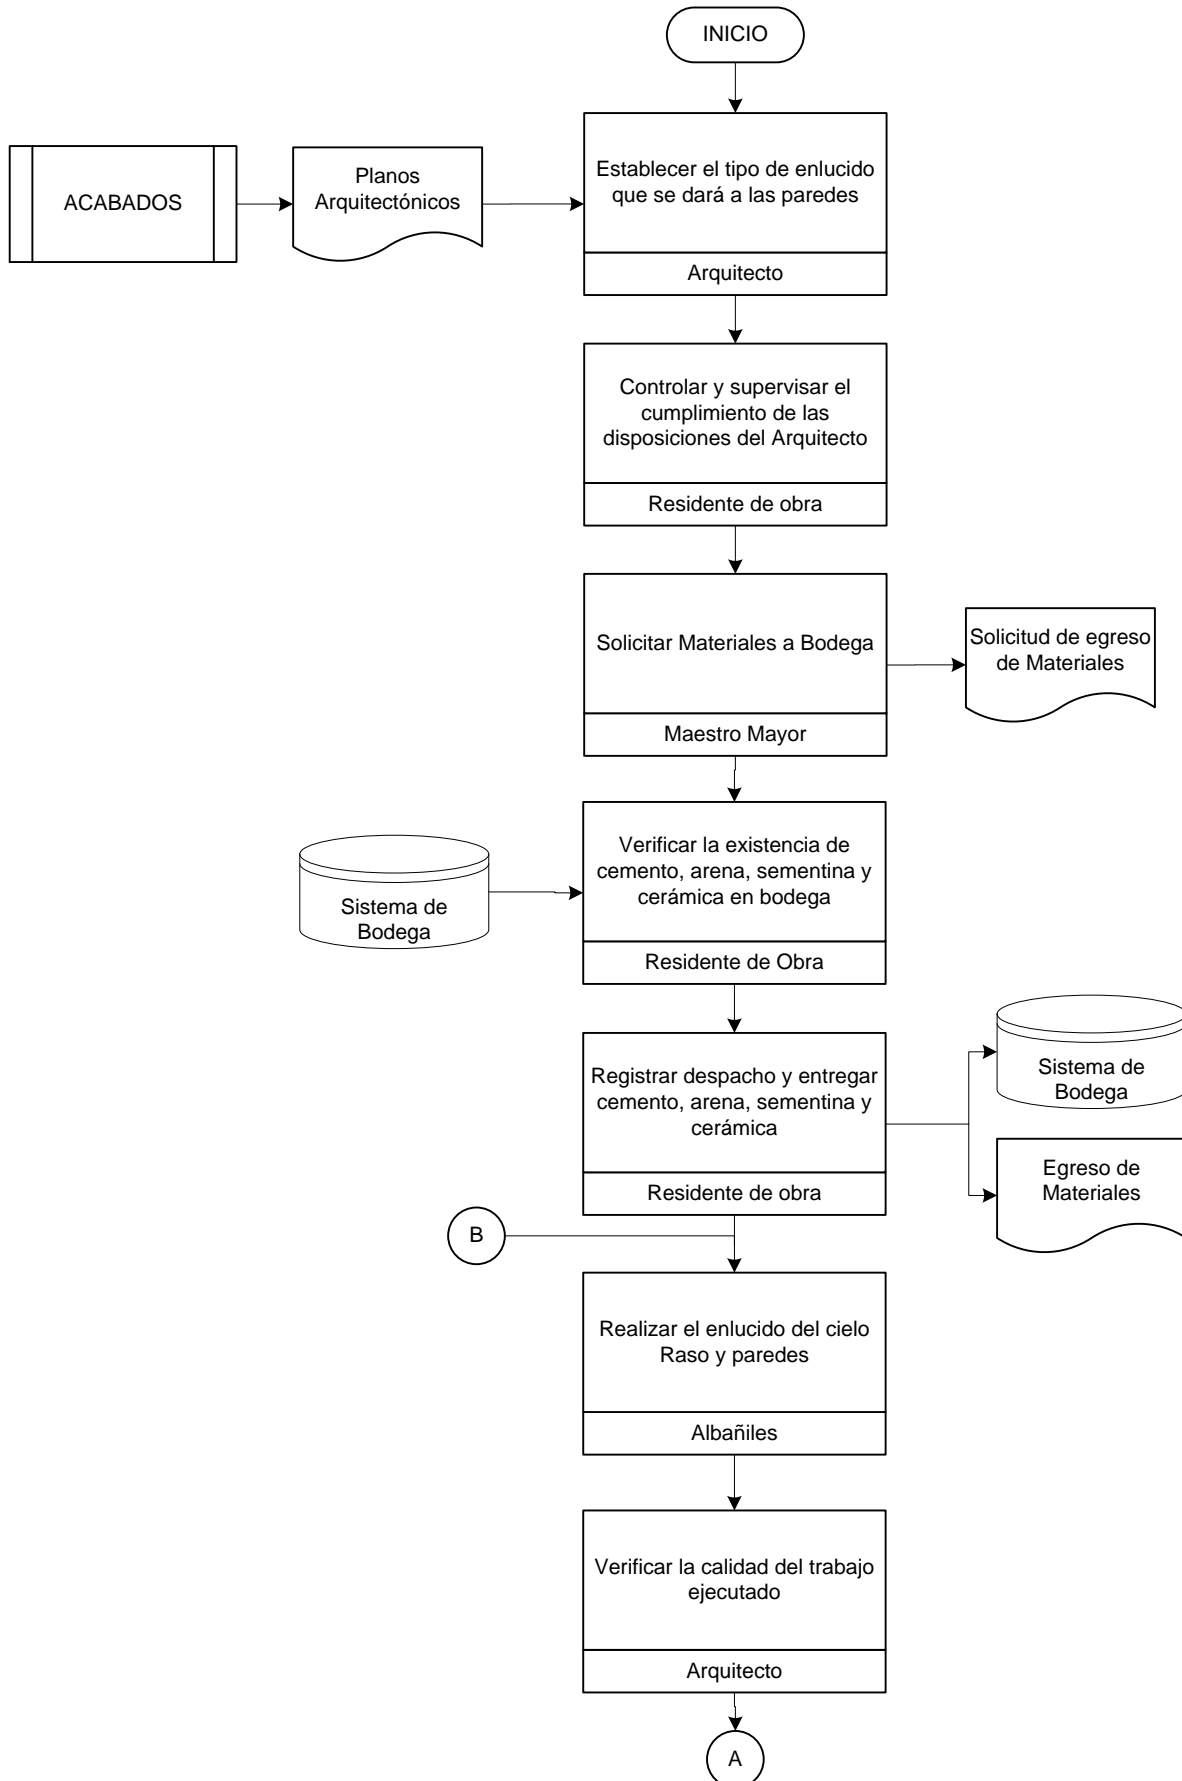 INICIO
ACABADOS
Planos
Arquitectónicos
Establecer el tipo de enlucido
que se dará a las paredes
Arquitecto
Controlar y supervisar el
cumplimiento de las
disposiciones del Arquitecto
Residente de obra
Solicitar Materiales a Bodega
Maestro Mayor
Solicitud de egreso
de Materiales
Sistema de
Bodega
Verificar la existencia de
cemento, arena, sementina y
cerámica en bodega
Residente de Obra
Registrar despacho y entregar
cemento, arena, sementina y
cerámica
Residente de obra
Sistema de
Bodega
Egreso de
Materiales
B
Realizar el enlucido del cielo
Raso y paredes
Albañiles
Verificar la calidad del trabajo
ejecutado
Arquitecto
A